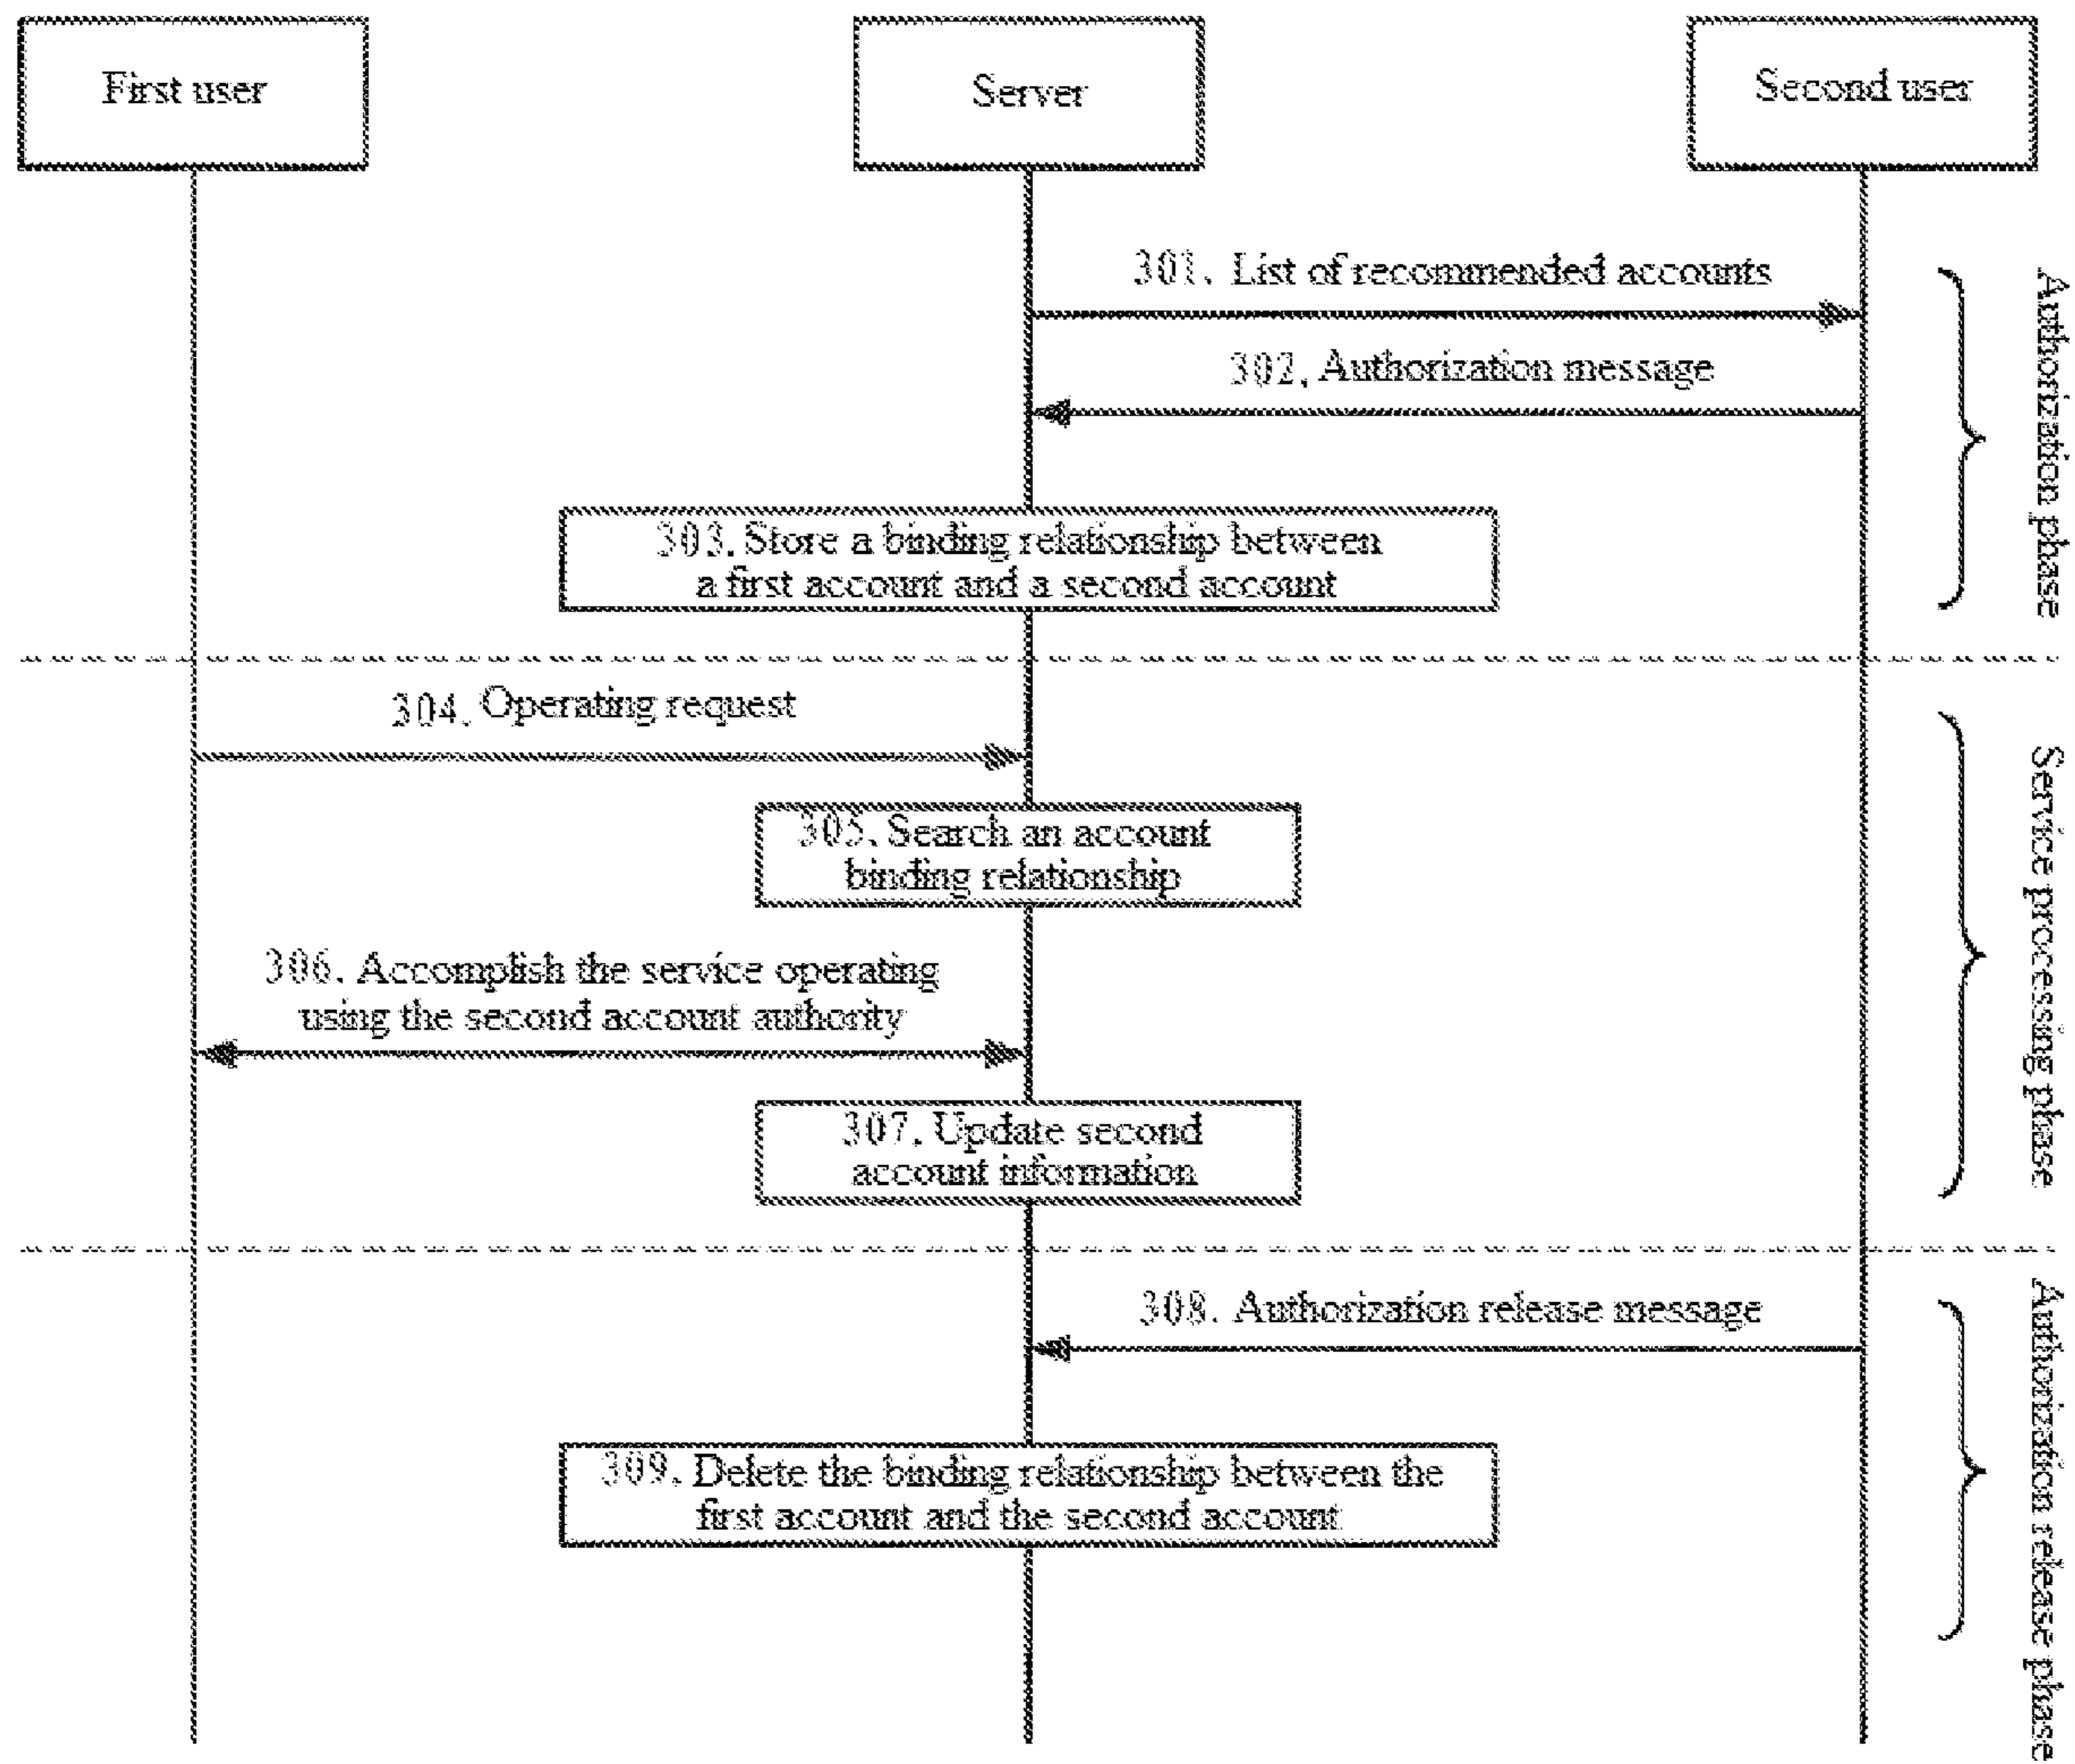 First user
Server
Second user
301. List of recommended accounts
302. Authorization message
303. Store a binding relationship between
a first account and a second account
Authorization phase
304. Operating request
305. Search an account
binding relationship
306. Accomplish the service operating
using the second account authority
307. Update second
account information
Service processing phase
308. Authorization release message
309. Delete the binding relationship between the
first account and the second account
Authorization release phase